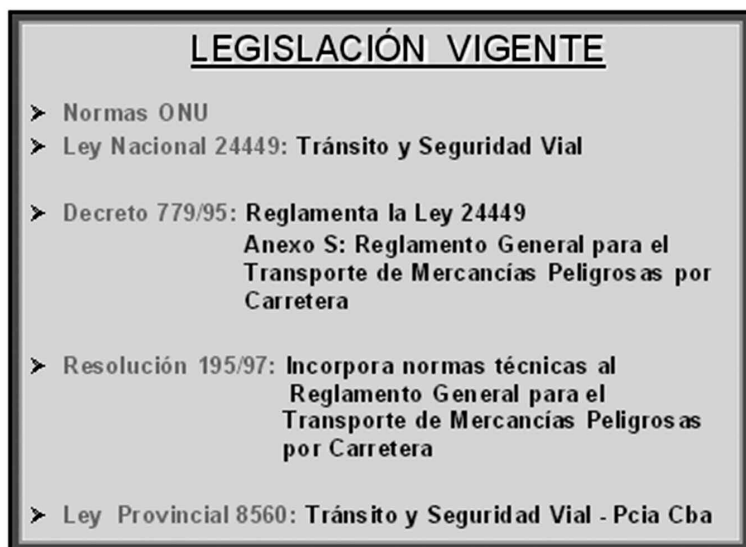 LEGISLACIÓN VIGENTE
➢ Normas ONU
➢ Ley Nacional 24449: Tránsito y Seguridad Vial
➢ Decreto 779/95: Reglamenta la Ley 24449
Anexo S: Reglamento General para el
Transporte de Mercancías Peligrosas por
Carretera
➢ Resolución 195/97: Incorpora normas técnicas al
Reglamento General para el
Transporte de Mercancías Peligrosas
por Carretera
➢ Ley Provincial 8560: Tránsito y Seguridad Vial - Pcia Cba